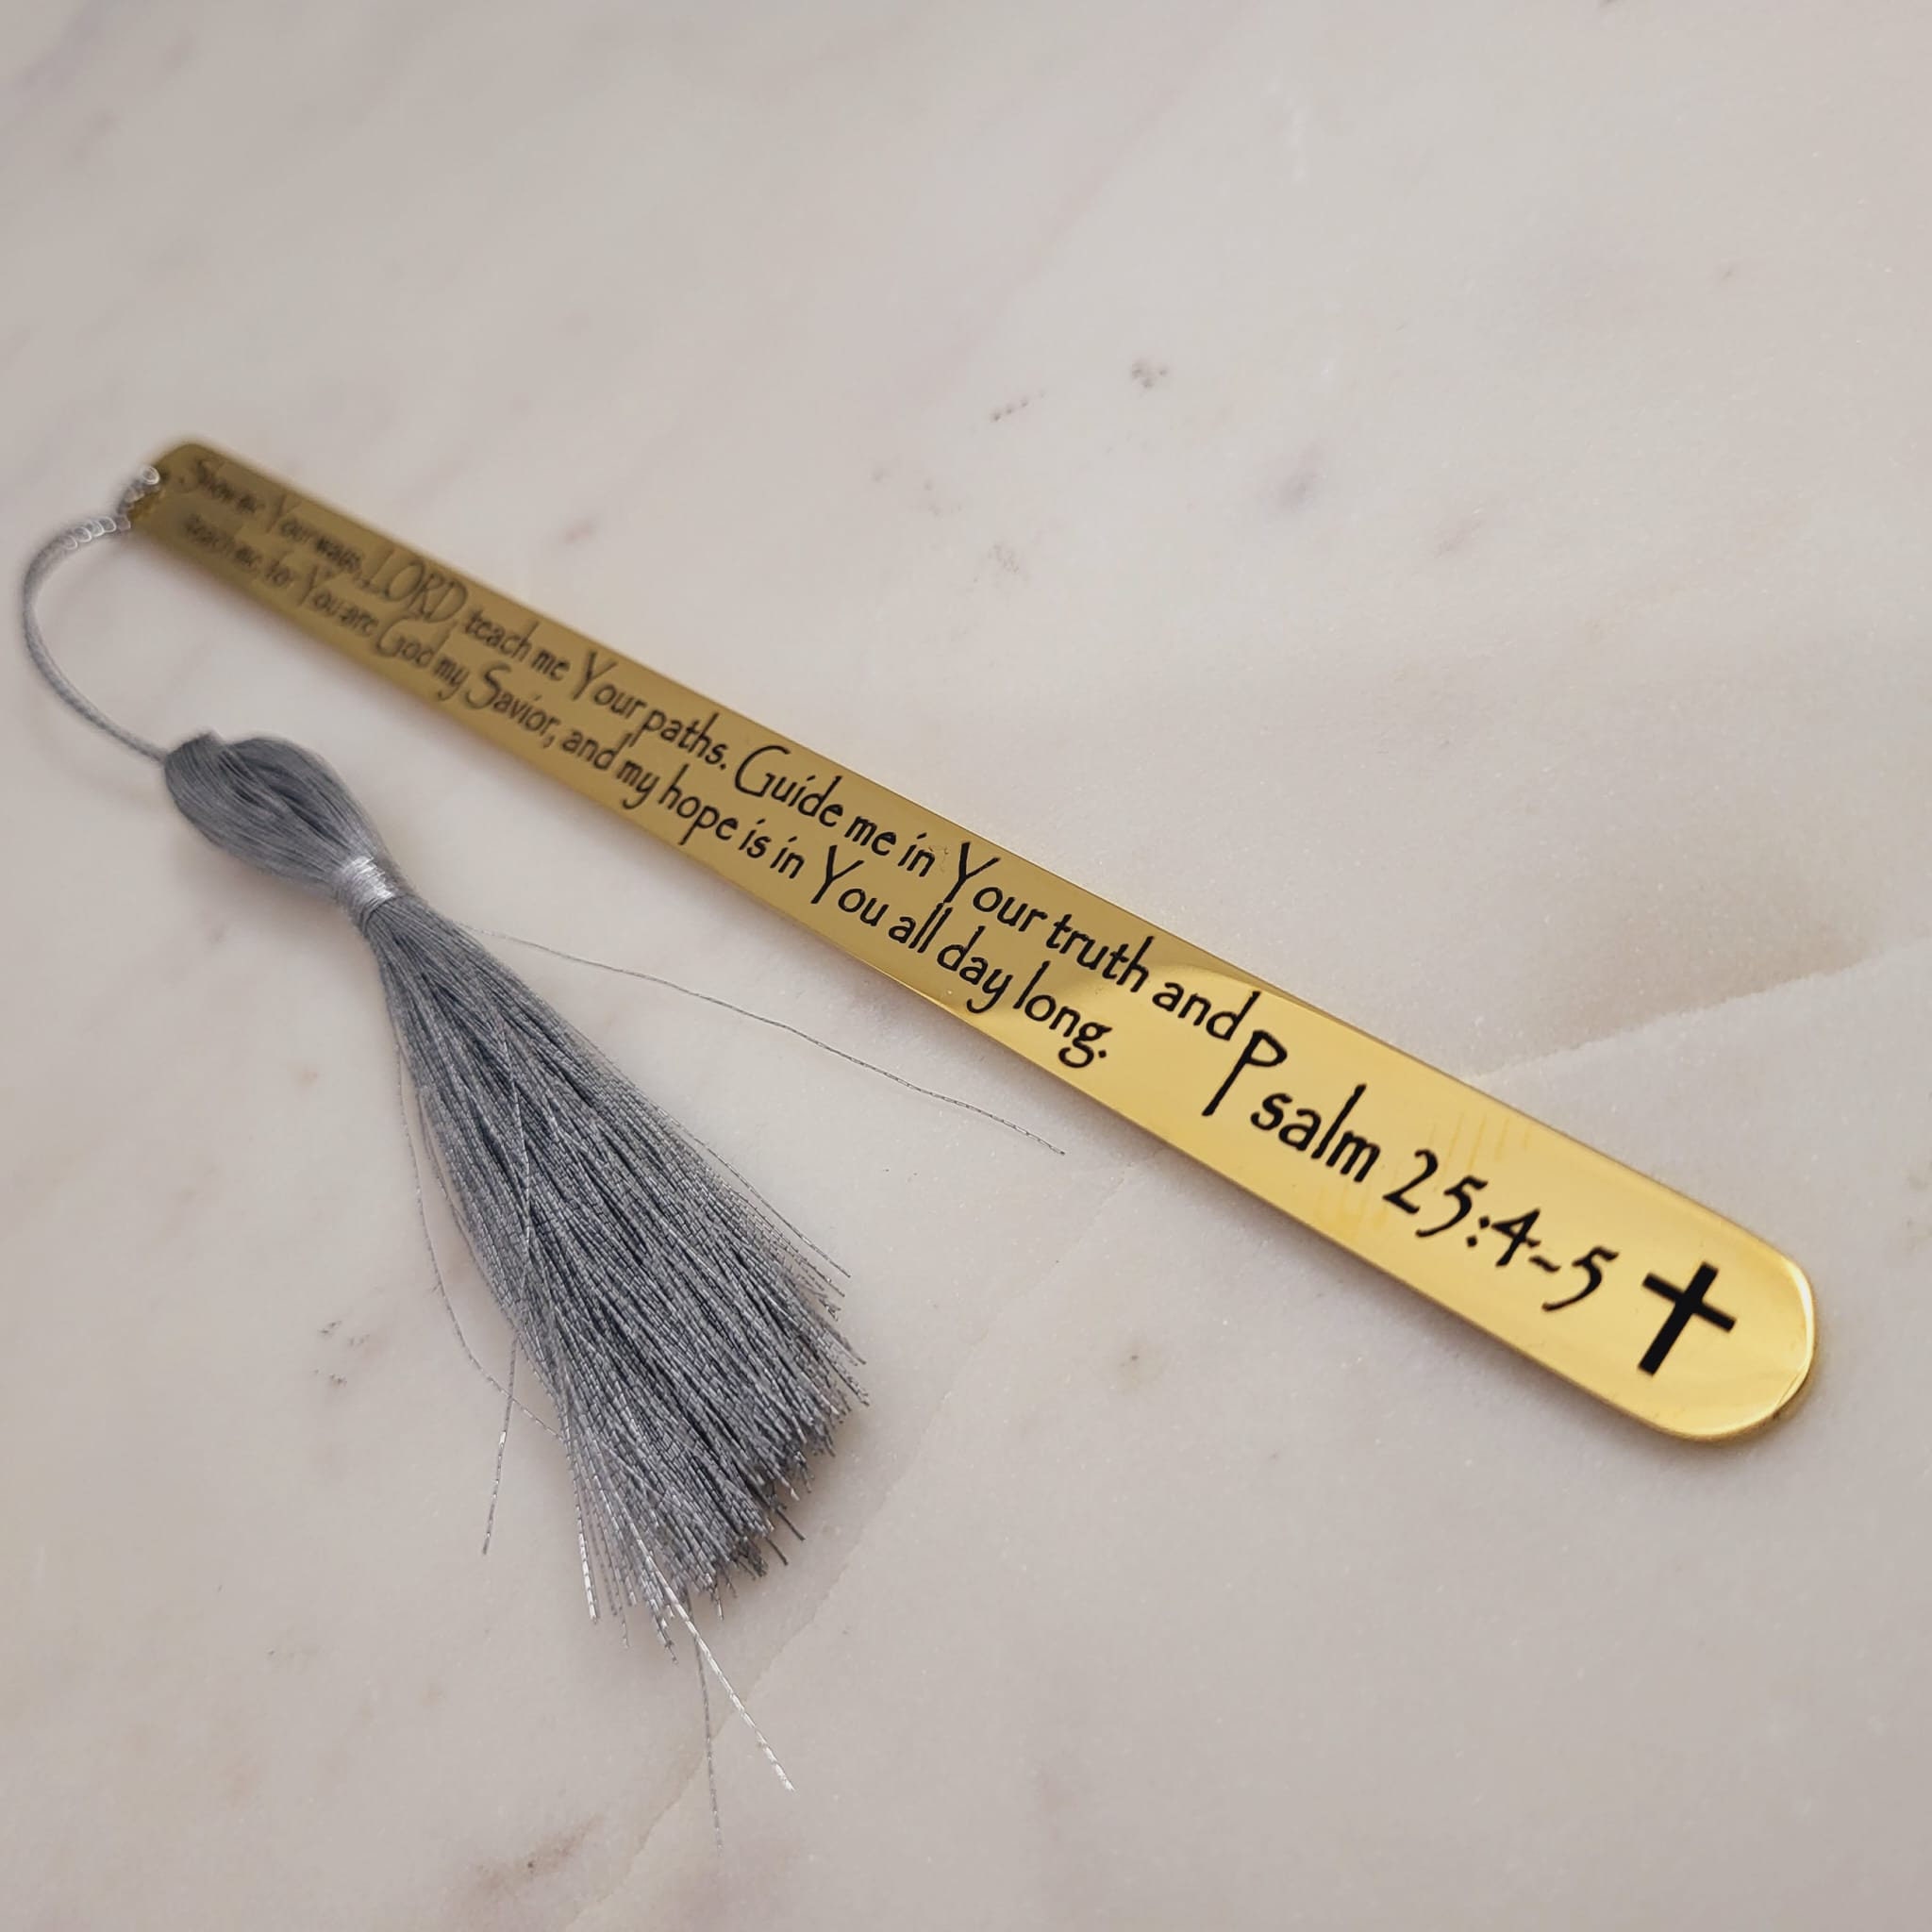 Show me Your ways, LORD, teach me Your paths. Guide me in Your truth and
teach me, for You are God my Savior, and my hope is in You all day long.
Psalm 25:4-5